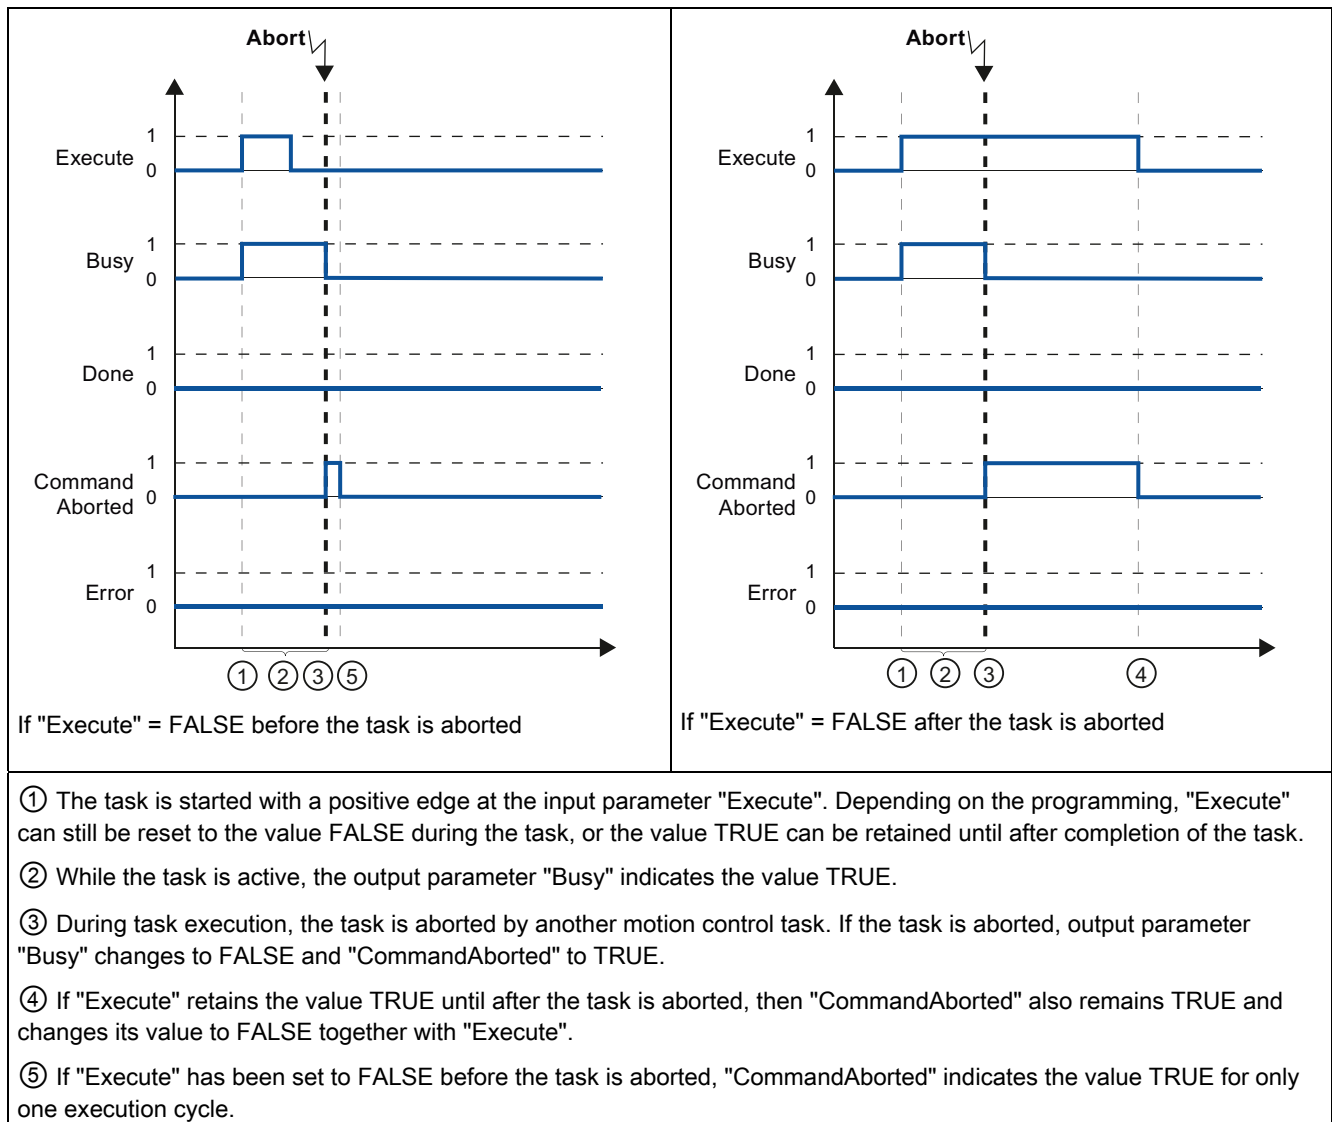 Abort
1
Execute
0
1
Busy
0
1
Done
0
1
Command
Aborted
0
1
Error
0
① ② ③ ⑤
If "Execute" = FALSE before the task is aborted
Abort
1
Execute
0
1
Busy
0
1
Done
0
1
Command
Aborted
0
1
Error
0
① ② ③ ④
If "Execute" = FALSE after the task is aborted
① The task is started with a positive edge at the input parameter "Execute". Depending on the programming, "Execute"
can still be reset to the value FALSE during the task, or the value TRUE can be retained until after completion of the task.
② While the task is active, the output parameter "Busy" indicates the value TRUE.
③ During task execution, the task is aborted by another motion control task. If the task is aborted, output parameter
"Busy" changes to FALSE and "CommandAborted" to TRUE.
④ If "Execute" retains the value TRUE until after the task is aborted, then "CommandAborted" also remains TRUE and
changes its value to FALSE together with "Execute".
⑤ If "Execute" has been set to FALSE before the task is aborted, "CommandAborted" indicates the value TRUE for only
one execution cycle.